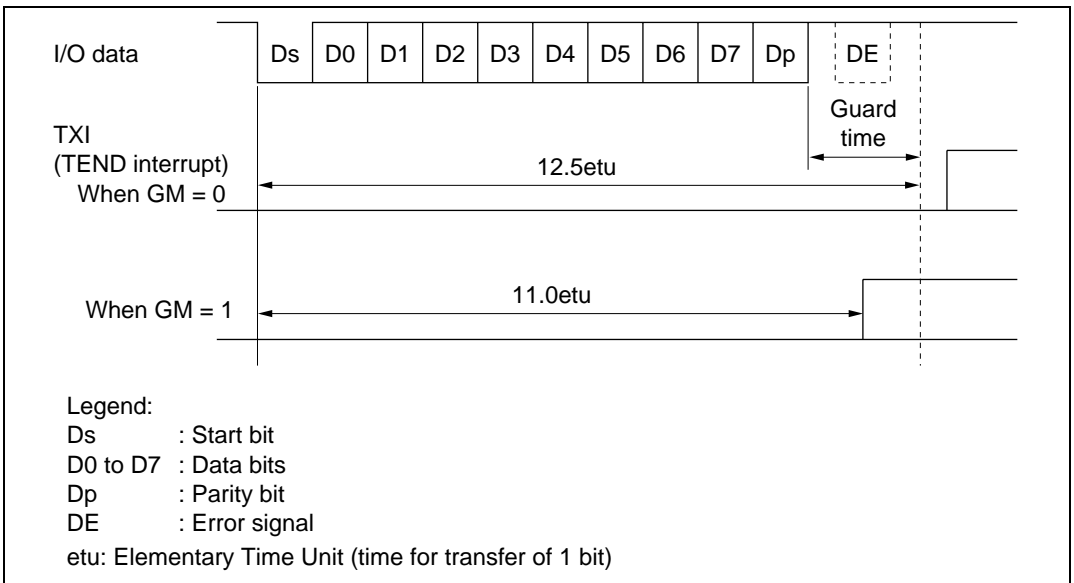 I/O data Ds D0 D1 D2 D3 D4 D5 D6 D7 Dp DE
Guard
time
TXI
(TEND interrupt)
When GM = 0
12.5etu
When GM = 1
11.0etu
Legend:
Ds : Start bit
D0 to D7 : Data bits
Dp : Parity bit
DE : Error signal
etu: Elementary Time Unit (time for transfer of 1 bit)